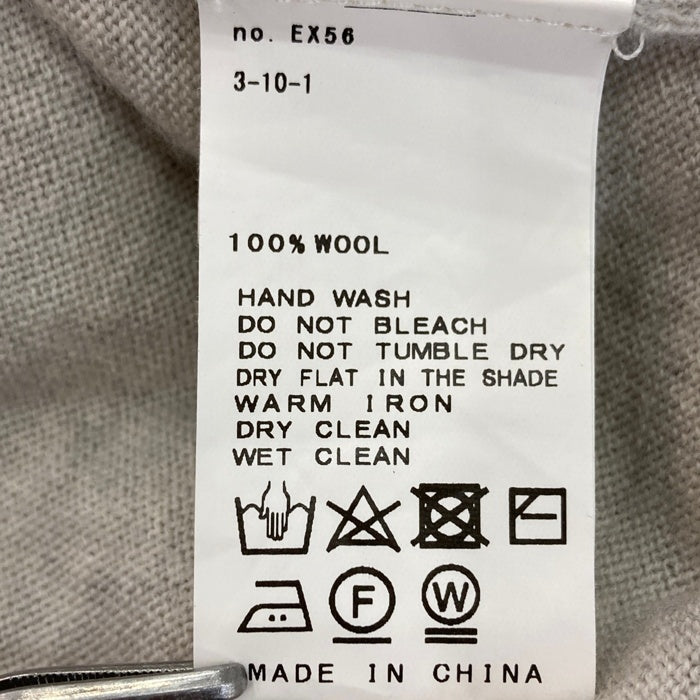 no. EX56
3-10-1
100% WOOL
HAND WASH
DO NOT BLEACH
DO NOT TUMBLE DRY
DRY FLAT IN THE SHADE
WARM IRON
DRY CLEAN
WET CLEAN
F W
MADE IN CHINA